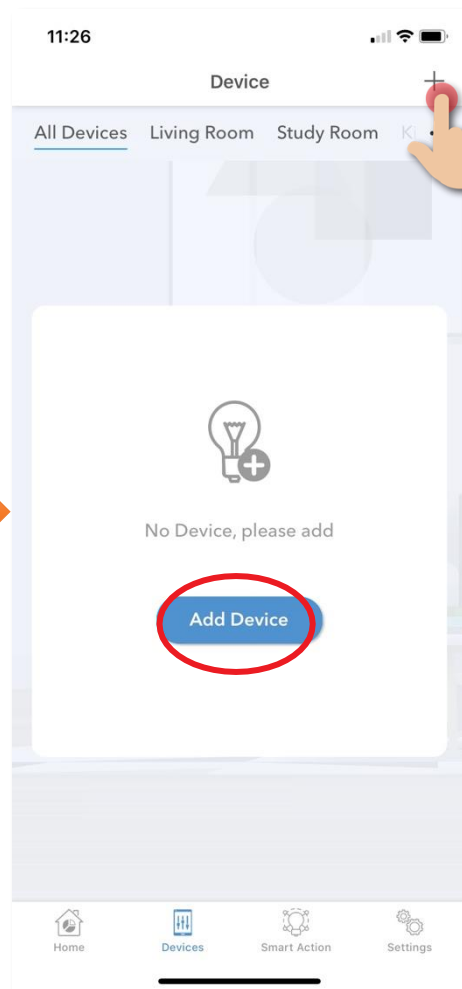 11:26
Device
All Devices Living Room Study Room
No Device, please add
Add Device
Home Devices Smart Action Settings